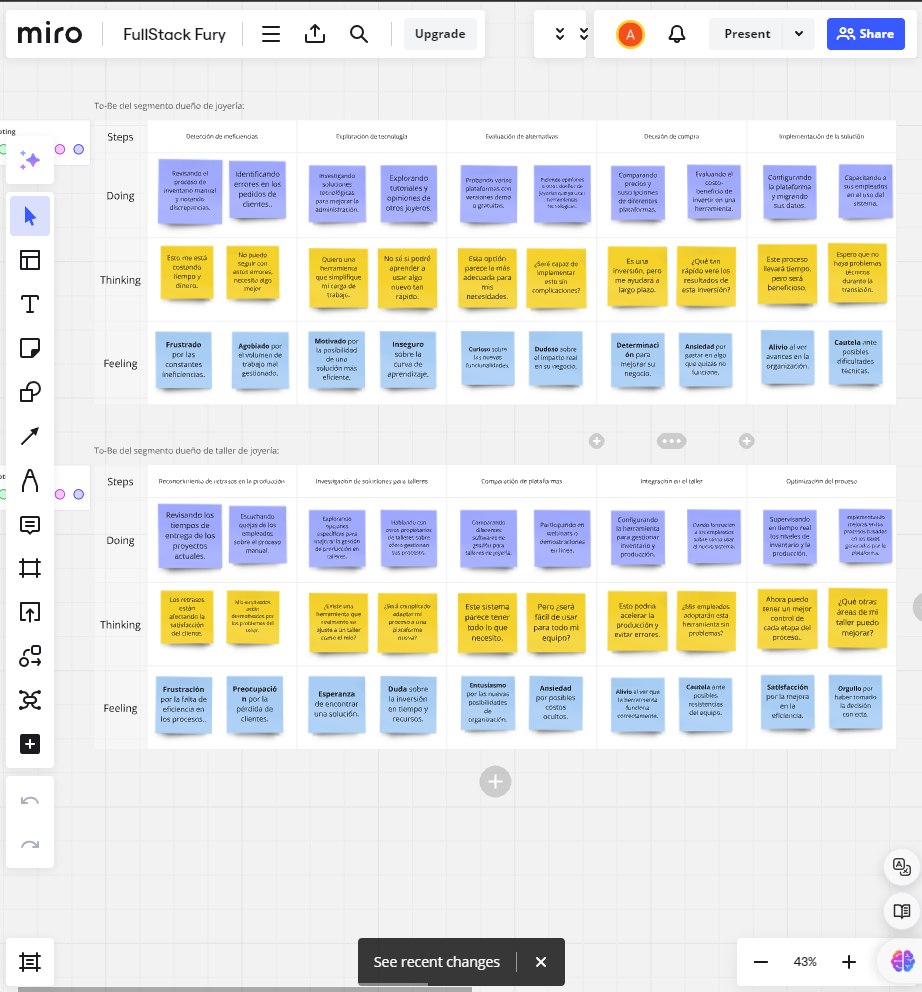 miro
FullStack Fury
Upgrade
A
Present
Share
To-Be del segmento dueño de joyería:
Steps
Detección de ineficiencias
Exploración de tecnología
Evaluación de alternativas
Decisión de compra
Implementación de la solución
Doing
Revisando el
proceso de
inventario manual
y notando
discrepancias.
Identificando
errores en los
pedidos de
clientes..
Investigando
soluciones
tecnológicas
para mejorar la
administración.
Explorando
tutoriales y
opiniones de
otros joyeros.
Probando varias
plataformas con
versiones demo
o gratuitas.
Pidiendo opiniones
a otros dueños de
joyerías que ya usan
herramientas
tecnológicas.
Comparando
precios y
suscripciones
de diferentes
plataformas.
Evaluando el
costo-
beneficio de
invertir en una
herramienta.
Configurando
la plataforma
y migrando
sus datos.
Capacitando a
sus empleados
en el uso del
sistema.
Thinking
Esto me está
costando
tiempo y
dinero.
No puedo
seguir con
estos errores,
necesito algo
mejor
Quiero una
herramienta
que simplifique
mi carga de
trabajo.
No sé si podré
aprender a
usar algo
nuevo tan
rápido.
Esta opción
parece la más
adecuada para
mis
necesidades.
¿Seré capaz de
implementar
esto sin
complicaciones?
Es una
inversión, pero
me ayudará a
largo plazo.
¿Qué tan
rápido veré los
resultados de
esta inversión?
Este proceso
llevará tiempo,
pero será
beneficioso.
Espero que no
haya problemas
técnicos
durante la
transición.
Feeling
Frustrado
por las
constantes
ineficiencias.
Agobiado por
el volumen de
trabajo mal
gestionado.
Motivado por
la posibilidad
de una
solución más
eficiente.
Inseguro
sobre la
curva de
aprendizaje.
Curioso sobre
las nuevas
funcionalidades.
Dudoso sobre
el impacto real
en su negocio.
Determinaci
ón para
mejorar su
negocio.
Ansiedad por
gastar en algo
que quizás no
funcione.
Alivio al ver
avances en la
organización.
Cautela ante
posibles
dificultades
técnicas.
To-Be del segmento dueño de taller de joyería:
Steps
Reconocimiento de retrasos en la producción
Investigación de soluciones para talleres
Comparación de plataformas
Integración en el taller
Optimización del proceso
Doing
Revisando los
tiempos de
entrega de los
proyectos
actuales.
Escuchando
quejas de los
empleados
sobre el proceso
manual.
Explorando
opciones
específicas para
mejorar la gestión
de producción en
talleres.
Hablando con
otros propietarios
de talleres sobre
cómo gestionan
sus procesos.
Comparando
diferentes
softwares de
gestión para
talleres de joyería.
Participando en
webinars o
demostraciones
en línea.
Configurando
la herramienta
para gestionar
inventario y
producción.
Dando formación
a los empleados
sobre cómo usar
el nuevo sistema.
Supervisando
en tiempo real
los niveles de
inventario y la
producción.
Implementando
mejoras en los
procesos basadas
en los datos
generados por la
plataforma.
Thinking
Los retrasos
están
afectando la
satisfacción
del cliente.
Mis empleados
están
desmotivados por
los problemas del
taller.
¿Existe una
herramienta que
realmente se
ajuste a un taller
como el mío?
¿Será complicado
adaptar mi
proceso a una
plataforma
nueva?
Este sistema
parece tener
todo lo que
necesito.
Pero ¿será
fácil de usar
para todo mi
equipo?
Esto podría
acelerar la
producción y
evitar errores.
¿Mis empleados
adoptarán esta
herramienta sin
problemas?
Ahora puedo
tener un mejor
control de
cada etapa del
proceso.
¿Qué otras
áreas de mi
taller puedo
mejorar?
Feeling
Frustración
por la falta de
eficiencia en
los procesos..
Preocupació
n por la
pérdida de
clientes.
Esperanza
de encontrar
una solución.
Duda sobre
la inversión
en tiempo y
recursos.
Entusiasmo
por las nuevas
posibilidades
de
organización.
Ansiedad
por posibles
costos
ocultos.
Alivio al ver que
la herramienta
funciona
correctamente.
Cautela ante
posibles
resistencias
del equipo.
Satisfacción
por la mejora
en la
eficiencia.
Orgullo por
haber tomado
la decisión
correcta.
See recent changes
43%